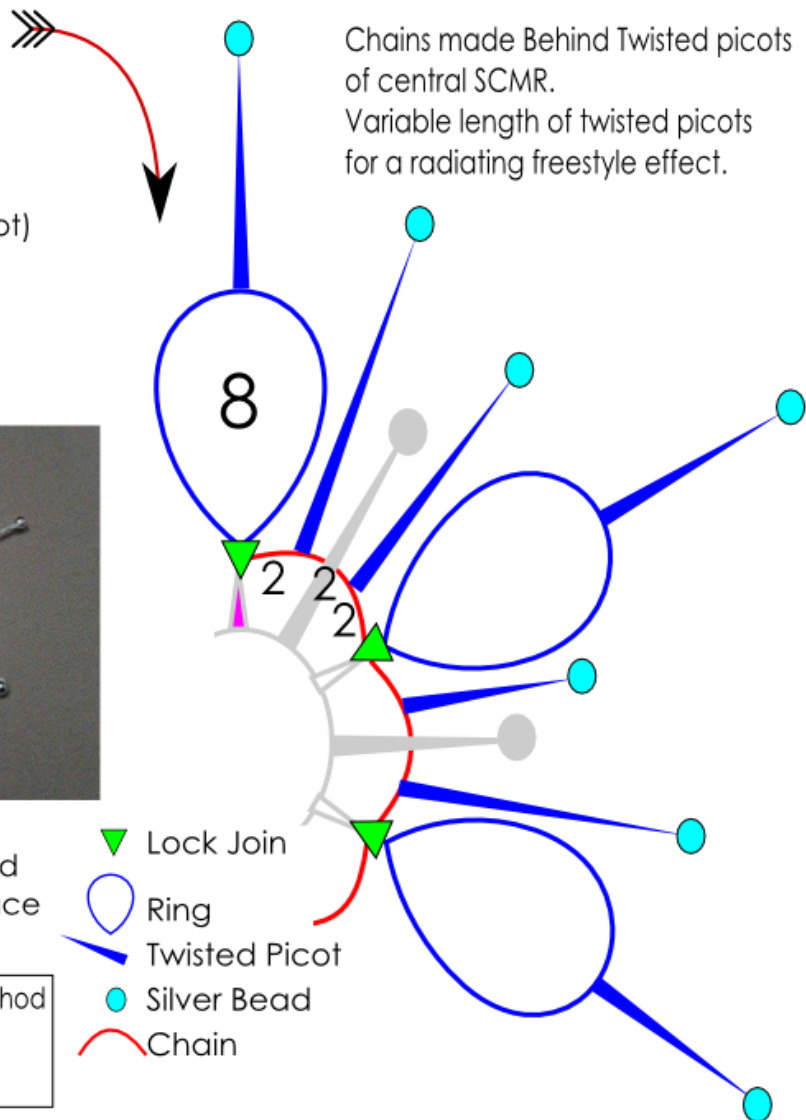 Chains made Behind Twisted picots
of central SCMR.
Variable length of twisted picots
for a radiating freestyle effect.
ot)
8
2
2
2
Lock Join
d
ce
Ring
Twisted Picot
hod
Silver Bead
Chain